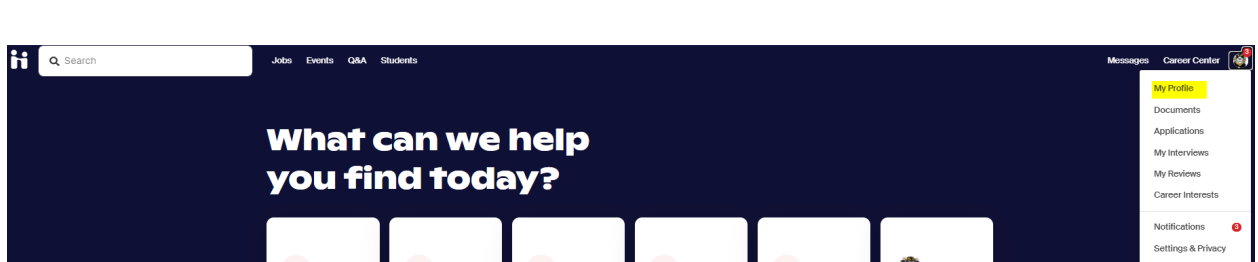 Search
Jobs Events Q&A Students
Messages Career Center 3
My Profile
Documents
Applications
My Interviews
My Reviews
Career Interests
Notifications 3
Settings & Privacy
What can we help
you find today?